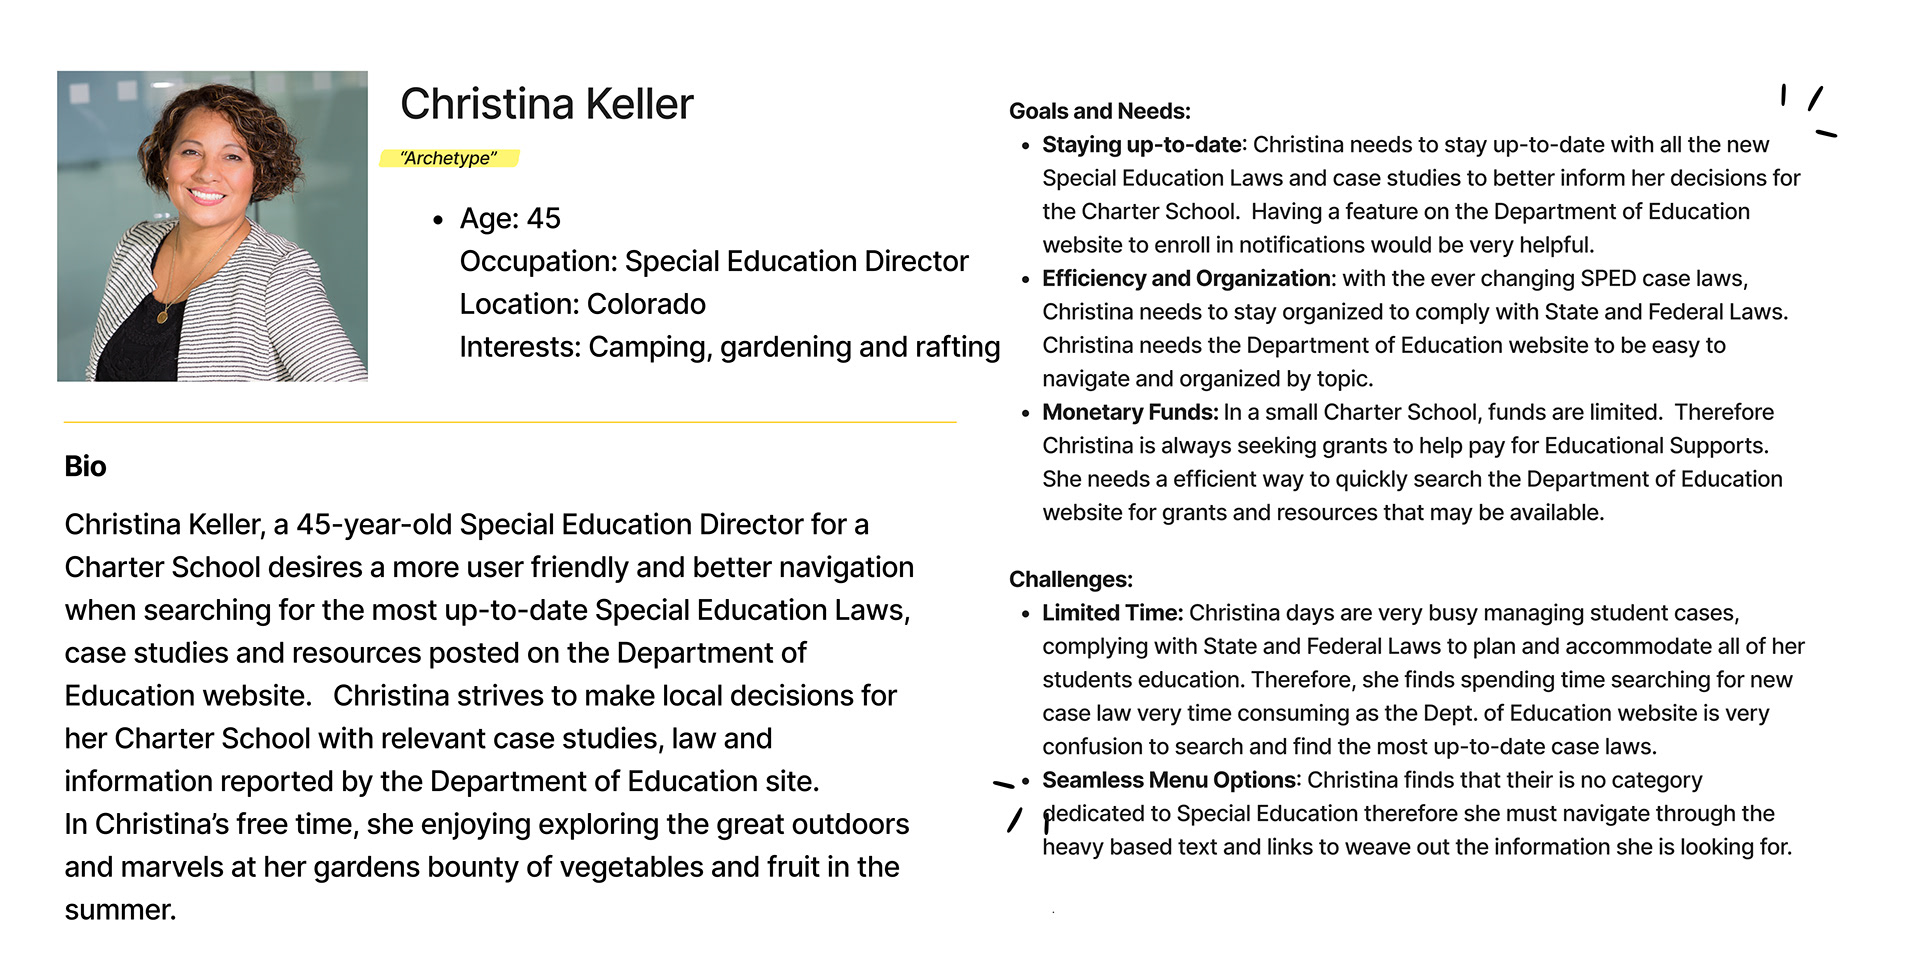 Christina Keller
“Archetype”
• Age: 45
Occupation: Special Education Director
Location: Colorado
Interests: Camping, gardening and rafting
Bio
Christina Keller, a 45-year-old Special Education Director for a
Charter School desires a more user friendly and better navigation
when searching for the most up-to-date Special Education Laws,
case studies and resources posted on the Department of
Education website.   Christina strives to make local decisions for
her Charter School with relevant case studies, law and
information reported by the Department of Education site.
In Christina’s free time, she enjoying exploring the great outdoors
and marvels at her gardens bounty of vegetables and fruit in the
summer.
Goals and Needs:
• Staying up-to-date: Christina needs to stay up-to-date with all the new
Special Education Laws and case studies to better inform her decisions for
the Charter School.  Having a feature on the Department of Education
website to enroll in notifications would be very helpful.
• Efficiency and Organization: with the ever changing SPED case laws,
Christina needs to stay organized to comply with State and Federal Laws.
Christina needs the Department of Education website to be easy to
navigate and organized by topic.
• Monetary Funds: In a small Charter School, funds are limited.  Therefore
Christina is always seeking grants to help pay for Educational Supports.
She needs a efficient way to quickly search the Department of Education
website for grants and resources that may be available.
Challenges:
• Limited Time: Christina days are very busy managing student cases,
complying with State and Federal Laws to plan and accommodate all of her
students education. Therefore, she finds spending time searching for new
case law very time consuming as the Dept. of Education website is very
confusion to search and find the most up-to-date case laws.
• Seamless Menu Options: Christina finds that their is no category
dedicated to Special Education therefore she must navigate through the
heavy based text and links to weave out the information she is looking for.